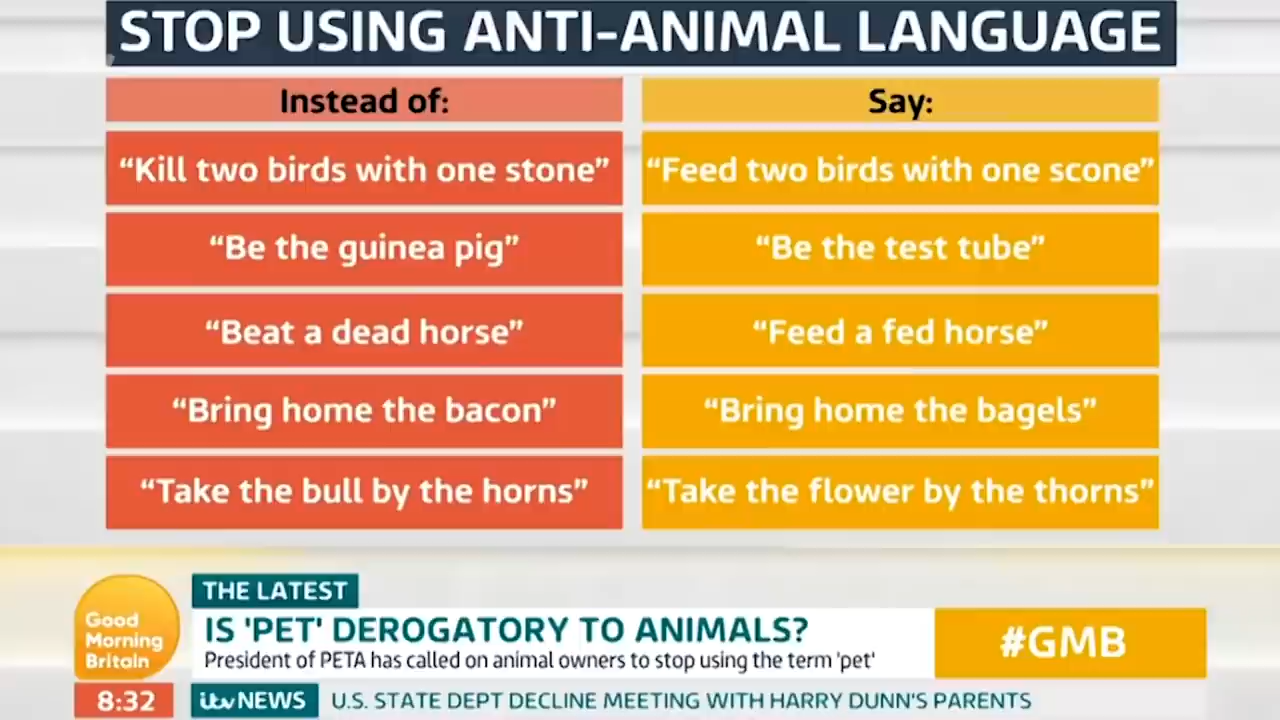 STOP USING ANTI-ANIMAL LANGUAGE
Instead of: Say:
“Kill two birds with one stone” “Feed two birds with one scone”
“Be the guinea pig” “Be the test tube”
“Beat a dead horse” “Feed a fed horse”
“Bring home the bacon” “Bring home the bagels”
“Take the bull by the horns” “Take the flower by the thorns”
THE LATEST
Good
Morning
Britain
IS 'PET' DEROGATORY TO ANIMALS?
President of PETA has called on animal owners to stop using the term 'pet'
#GMB
8:32 itv NEWS U.S. STATE DEPT DECLINE MEETING WITH HARRY DUNN'S PARENTS